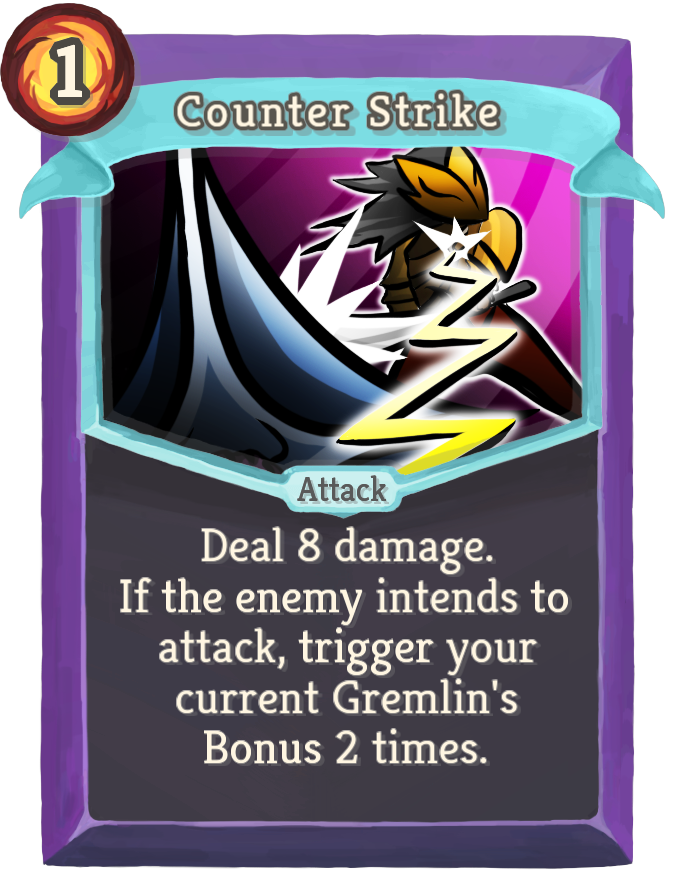 1
Counter Strike
Attack
Deal 8 damage.
If the enemy intends to
attack, trigger your
current Gremlin's
Bonus 2 times.